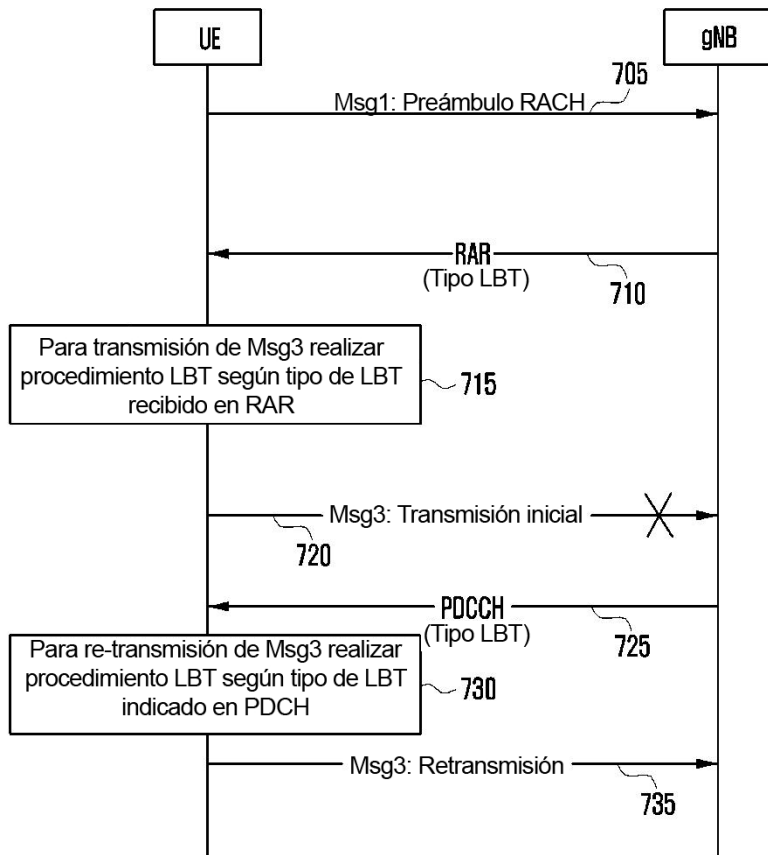 UE
gNB
705
Msg1: Preámbulo RACH
RAR
(Tipo LBT)
710
Para transmisión de Msg3 realizar
procedimiento LBT según tipo de LBT
recibido en RAR
715
Msg3: Transmisión inicial
720
PDCCH
(Tipo LBT)
725
Para re-transmisión de Msg3 realizar
procedimiento LBT según tipo de LBT
indicado en PDCH
730
Msg3: Retransmisión
735